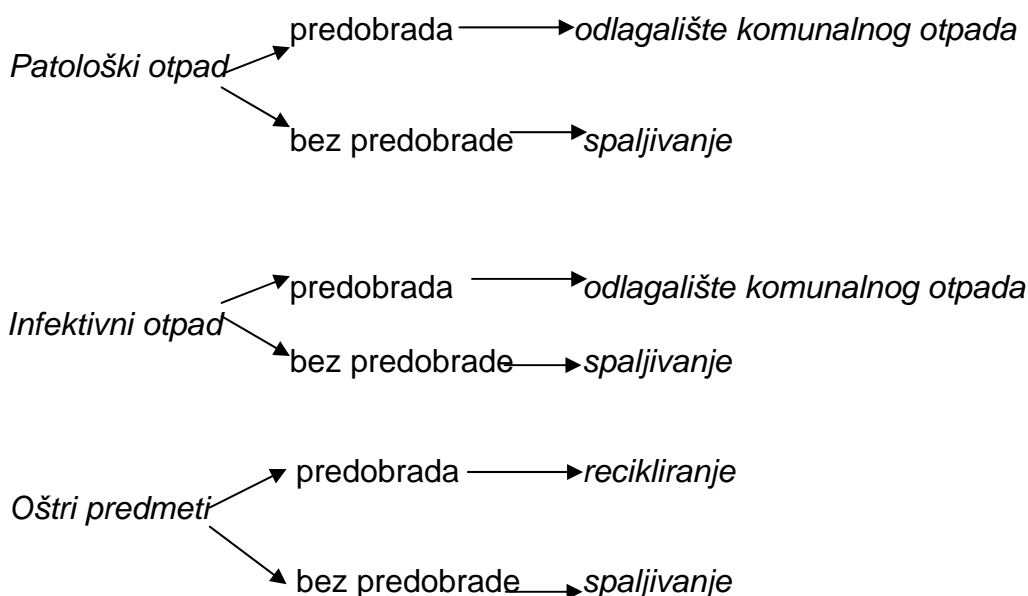 predobrada odlagalište komunalnog otpada
Patološki otpad
bez predobrade spaljivanje
predobrada odlagalište komunalnog otpada
Infektivni otpad
bez predobrade spaljivanje
predobrada recikliranje
Oštri predmeti
bez predobrade spaljivanje